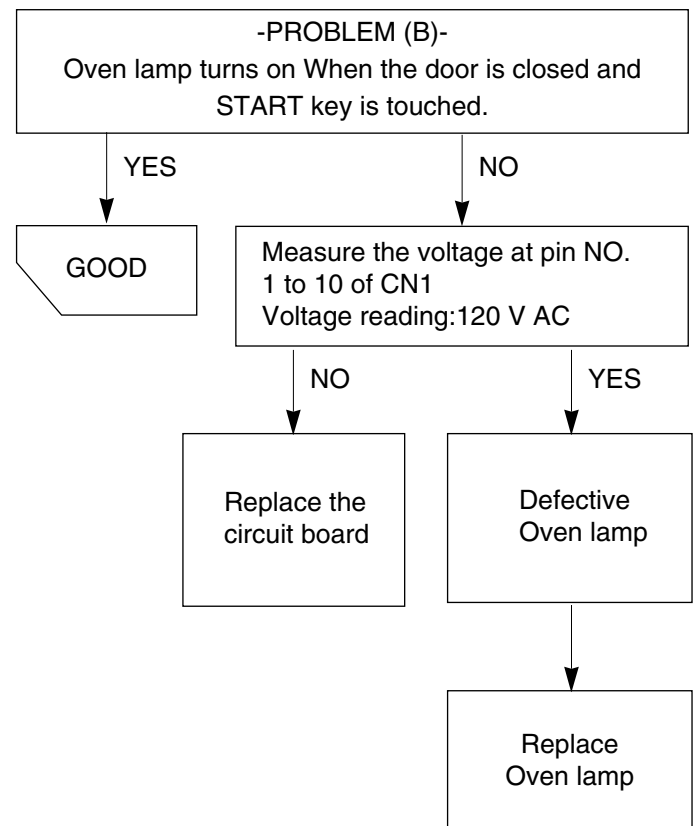 -PROBLEM (B)-
Oven lamp turns on When the door is closed and
START key is touched.
YES
NO
GOOD
Measure the voltage at pin NO.
1 to 10 of CN1
Voltage reading:120 V AC
NO
YES
Replace the
circuit board
Defective
Oven lamp
Replace
Oven lamp